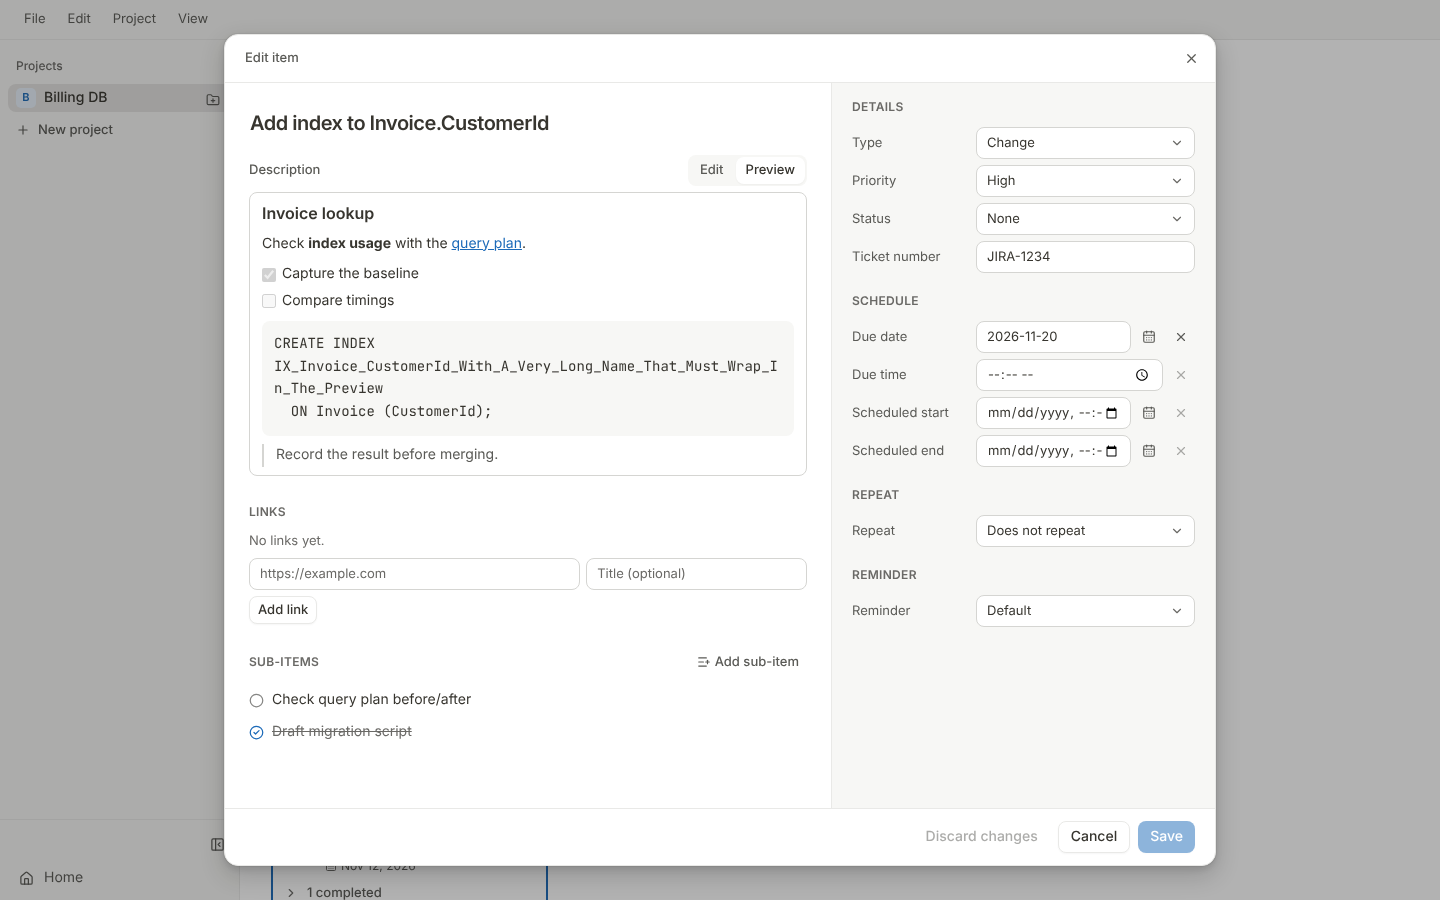 File Edit Project View
Projects
B Billing DB
New project
Home
Edit item
Add index to Invoice.CustomerId
Description
Edit Preview
Invoice lookup
Check index usage with the query plan.
Capture the baseline
Compare timings
CREATE INDEX
IX_Invoice_CustomerId_With_A_Very_Long_Name_That_Must_Wrap_I
n_The_Preview
ON Invoice (CustomerId);
Record the result before merging.
LINKS
No links yet.
https://example.com
Title (optional)
Add link
SUB-ITEMS
Add sub-item
Check query plan before/after
Draft migration script
DETAILS
Type Change
Priority High
Status None
Ticket number JIRA-1234
SCHEDULE
Due date 2026-11-20
Due time --:-- --
Scheduled start mm/dd/yyyy, --:-
Scheduled end mm/dd/yyyy, --:-
REPEAT
Repeat Does not repeat
REMINDER
Reminder Default
Discard changes Cancel Save
Nov 12, 2026
1 completed